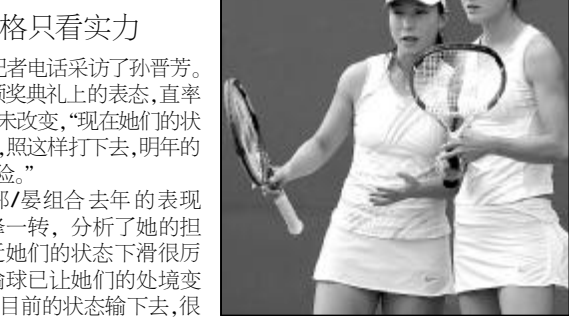 格只看实力
记者电话采访了孙晋芳。
颁奖典礼上的表态,直率
未改变,“现在她们的状
,照这样打下去,明年的
险。”
郑/晏组合去年的表现
锋一转，分析了她的担
近她们的状态下滑很厉
输球已让她们的处境变
目前的状态输下去,很